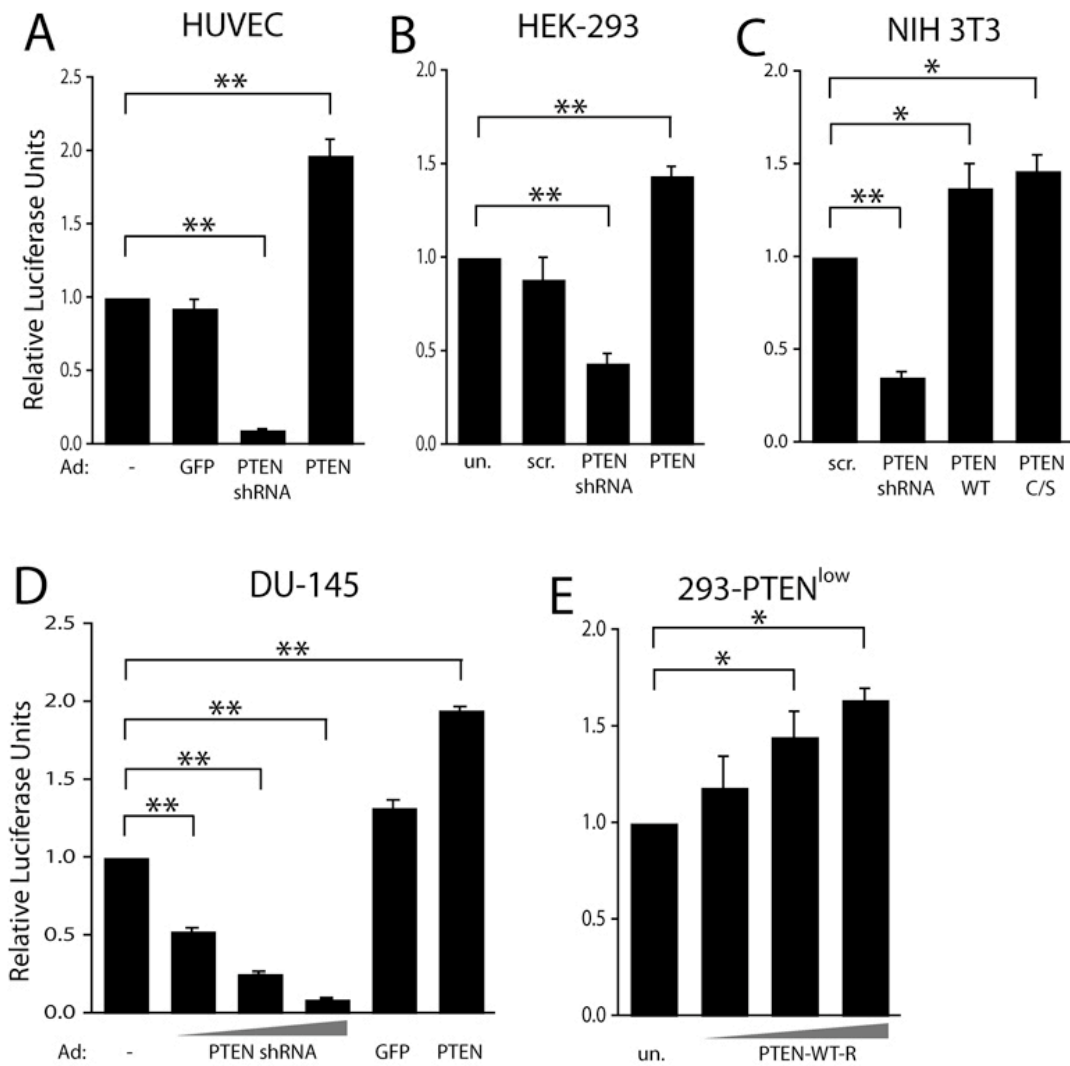 A
HUVEC
Relative Luciferase Units
2.5
2.0
1.5
1.0
0.5
0.0
**
**
Ad:
-
GFP
PTEN
shRNA
PTEN
B
HEK-293
2.0
1.5
1.0
0.5
0.0
**
**
un.
scr.
PTEN
shRNA
PTEN
C
NIH 3T3
2.0
1.5
1.0
0.5
0.0
*
*
**
scr.
PTEN
shRNA
PTEN
WT
PTEN
C/S
D
DU-145
Relative Luciferase Units
2.5
2.0
1.5
1.0
0.5
0.0
**
**
**
**
Ad:
-
PTEN shRNA
GFP
PTEN
E
293-PTENlow
2.0
1.5
1.0
0.5
0.0
*
*
un.
PTEN-WT-R